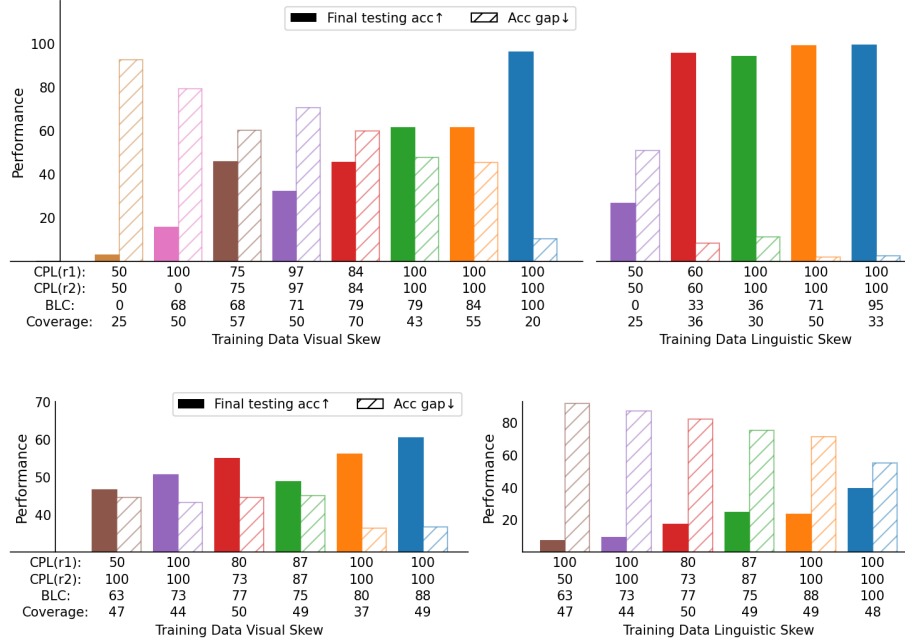 Final testing acc↑ Acc gap↓
Performance
100
80
60
40
20
CPL(r1): 50 100 75 97 84 100 100 100
CPL(r2): 50 0 75 97 84 100 100 100
BLC: 0 68 68 71 79 79 84 100
Coverage: 25 50 57 50 70 43 55 20
Training Data Visual Skew
50 60 100 100 100
50 60 100 100 100
0 33 36 71 95
25 36 30 50 33
Training Data Linguistic Skew
Final testing acc↑ Acc gap↓
Performance
70
60
50
40
CPL(r1): 50 100 80 87 100 100
CPL(r2): 100 100 73 87 100 100
BLC: 63 73 77 75 80 88
Coverage: 47 44 50 49 37 49
Training Data Visual Skew
Performance
80
60
40
20
100 100 80 87 100 100
50 100 73 87 100 100
63 73 77 75 88 100
47 44 50 49 49 48
Training Data Linguistic Skew